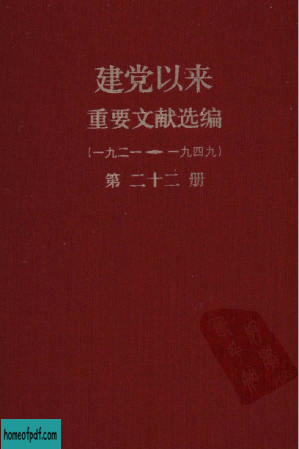 建党以来
重要文献选编
(一九二一——一九四九)
第 二十二 册
homeofpdf.com